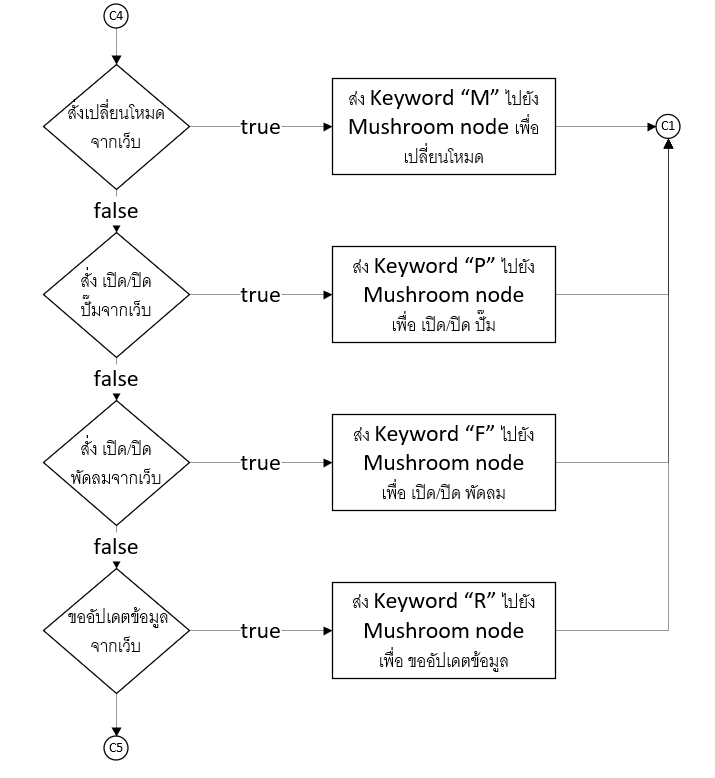 C4
สั่งเปลี่ยนโหมด
จากเว็บ
true
ส่ง Keyword “M” ไปยัง
Mushroom node เพื่อ
เปลี่ยนโหมด
C1
false
สั่ง เปิด/ปิด
ปั๊มจากเว็บ
true
ส่ง Keyword “P” ไปยัง
Mushroom node
เพื่อ เปิด/ปิด ปั๊ม
false
สั่ง เปิด/ปิด
พัดลมจากเว็บ
true
ส่ง Keyword “F” ไปยัง
Mushroom node
เพื่อ เปิด/ปิด พัดลม
false
ขออัปเดตข้อมูล
จากเว็บ
true
ส่ง Keyword “R” ไปยัง
Mushroom node
เพื่อ ขออัปเดตข้อมูล
C5